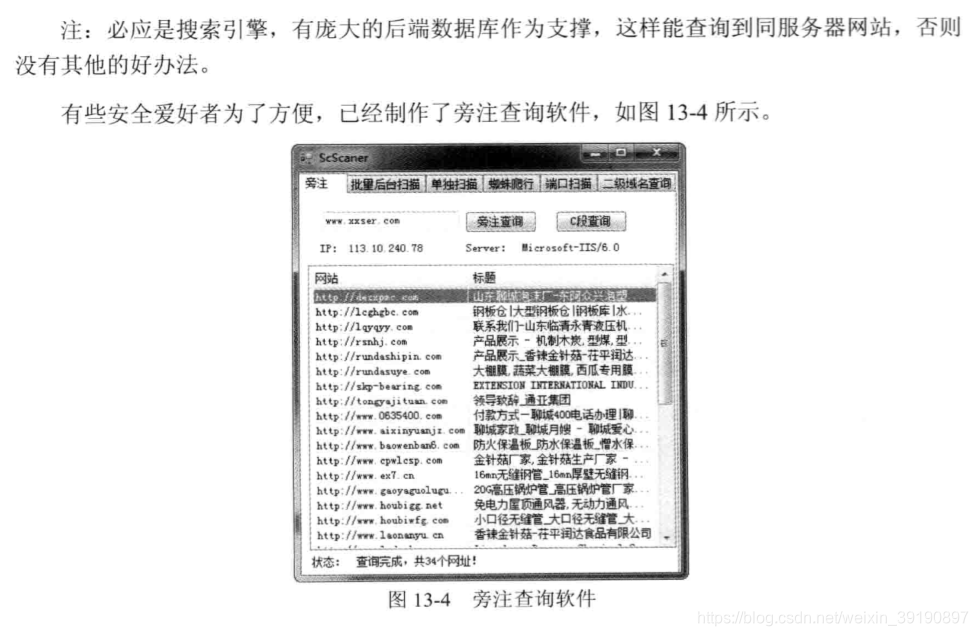 注：必应是搜索引擎，有庞大的后端数据库作为支撑，这样能查询到同服务器网站，否则
没有其他的好办法。
有些安全爱好者为了方便，已经制作了旁注查询软件，如图 13-4 所示。
ScScaner
旁注 批量后台扫描 单独扫描 蜘蛛爬行 端口扫描 二级域名查询
www.xxser.com 旁注查询 C段查询
IP: 113.10.240.78 Server: Microsoft-IIS/6.0
网站 标题
山东聊城泡沫厂-东阿众兴泡塑
http://lcghgbc.com 钢板仓|大型钢板仓|钢板库|水...
http://lqyqyy.com 联系我们-山东临清永青液压机...
http://rsnhj.com 产品展示 - 机制木炭,型煤,型...
http://rundashipin.com 产品展示_香辣金针菇-茌平润达...
http://rundasuye.com 大棚膜,蔬菜大棚膜,西瓜专用膜...
http://skp-bearing.com EXTENSION INTERNATIONAL INDU...
http://tongyajituan.com 领导致辞_通亚集团
http://www.0635400.com 付款方式－聊城400电话办理|聊...
http://www.aixinyuanjz.com 聊城家政_聊城月嫂 - 聊城爱心...
http://www.baowenban6.com 防火保温板_防水保温板_憎水保...
http://www.cpwlcsp.com 金针菇厂家,金针菇生产厂家 - ...
http://www.ex7.cn 16mn无缝钢管_16mn厚壁无缝钢...
http://www.gaoyaguolugu... 20G高压锅炉管_高压锅炉管厂家...
http://www.houbigg.net 免电力屋顶通风器,无动力通风...
http://www.houbiwfg.com 小口径无缝管_大口径无缝管_大...
http://www.laonanyu.cn 香辣金针菇-茌平润达食品有限公司
状态： 查询完成，共34个网址！
图 13-4 旁注查询软件
https://blog.csdn.net/weixin_39190897